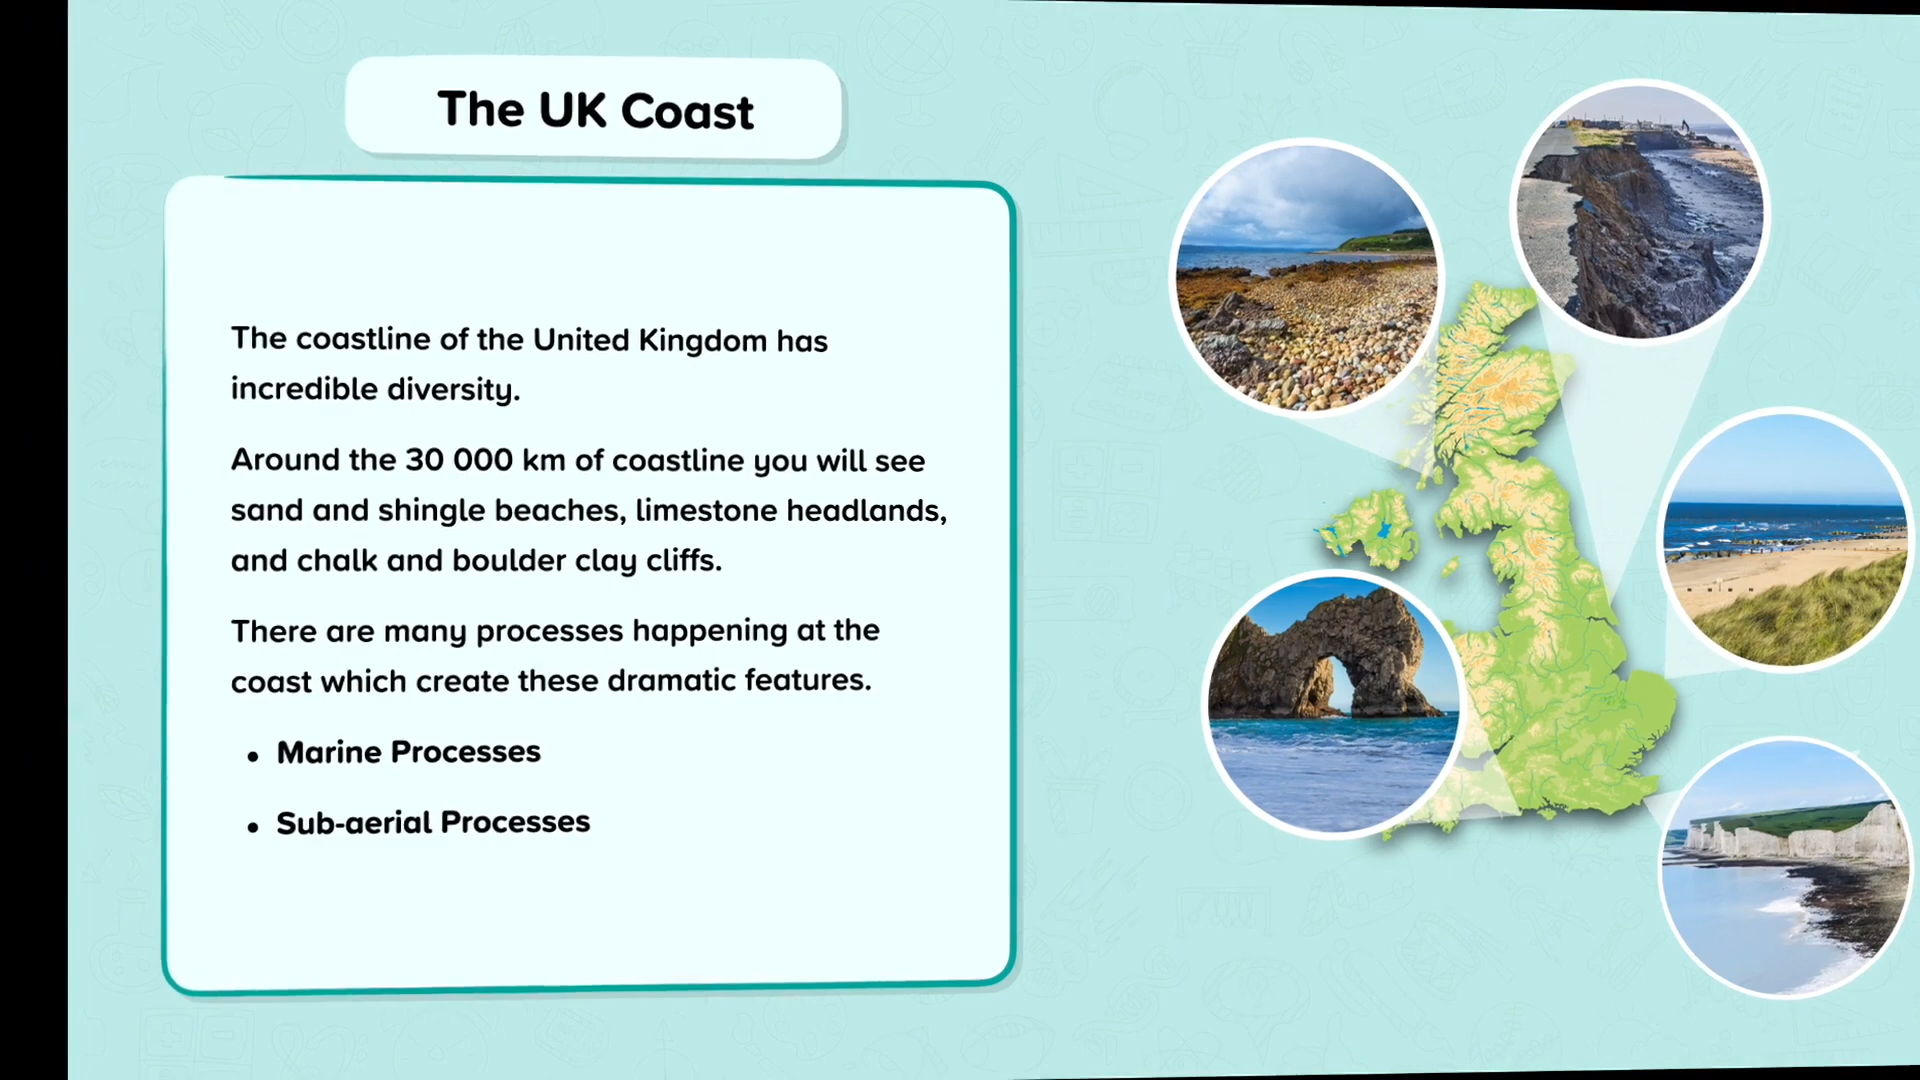 The UK Coast
The coastline of the United Kingdom has
incredible diversity.
Around the 30 000 km of coastline you will see
sand and shingle beaches, limestone headlands,
and chalk and boulder clay cliffs.
There are many processes happening at the
coast which create these dramatic features.
• Marine Processes
• Sub-aerial Processes